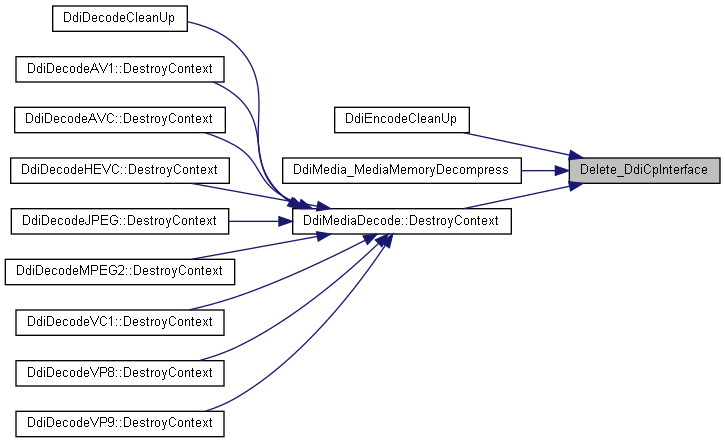 DdiDecodeCleanUp
DdiDecodeAV1::DestroyContext
DdiDecodeAVC::DestroyContext
DdiDecodeHEVC::DestroyContext
DdiDecodeJPEG::DestroyContext
DdiDecodeMPEG2::DestroyContext
DdiDecodeVC1::DestroyContext
DdiDecodeVP8::DestroyContext
DdiDecodeVP9::DestroyContext
DdiEncodeCleanUp
DdiMedia_MediaMemoryDecompress
DdiMediaDecode::DestroyContext
Delete_DdiCpInterface